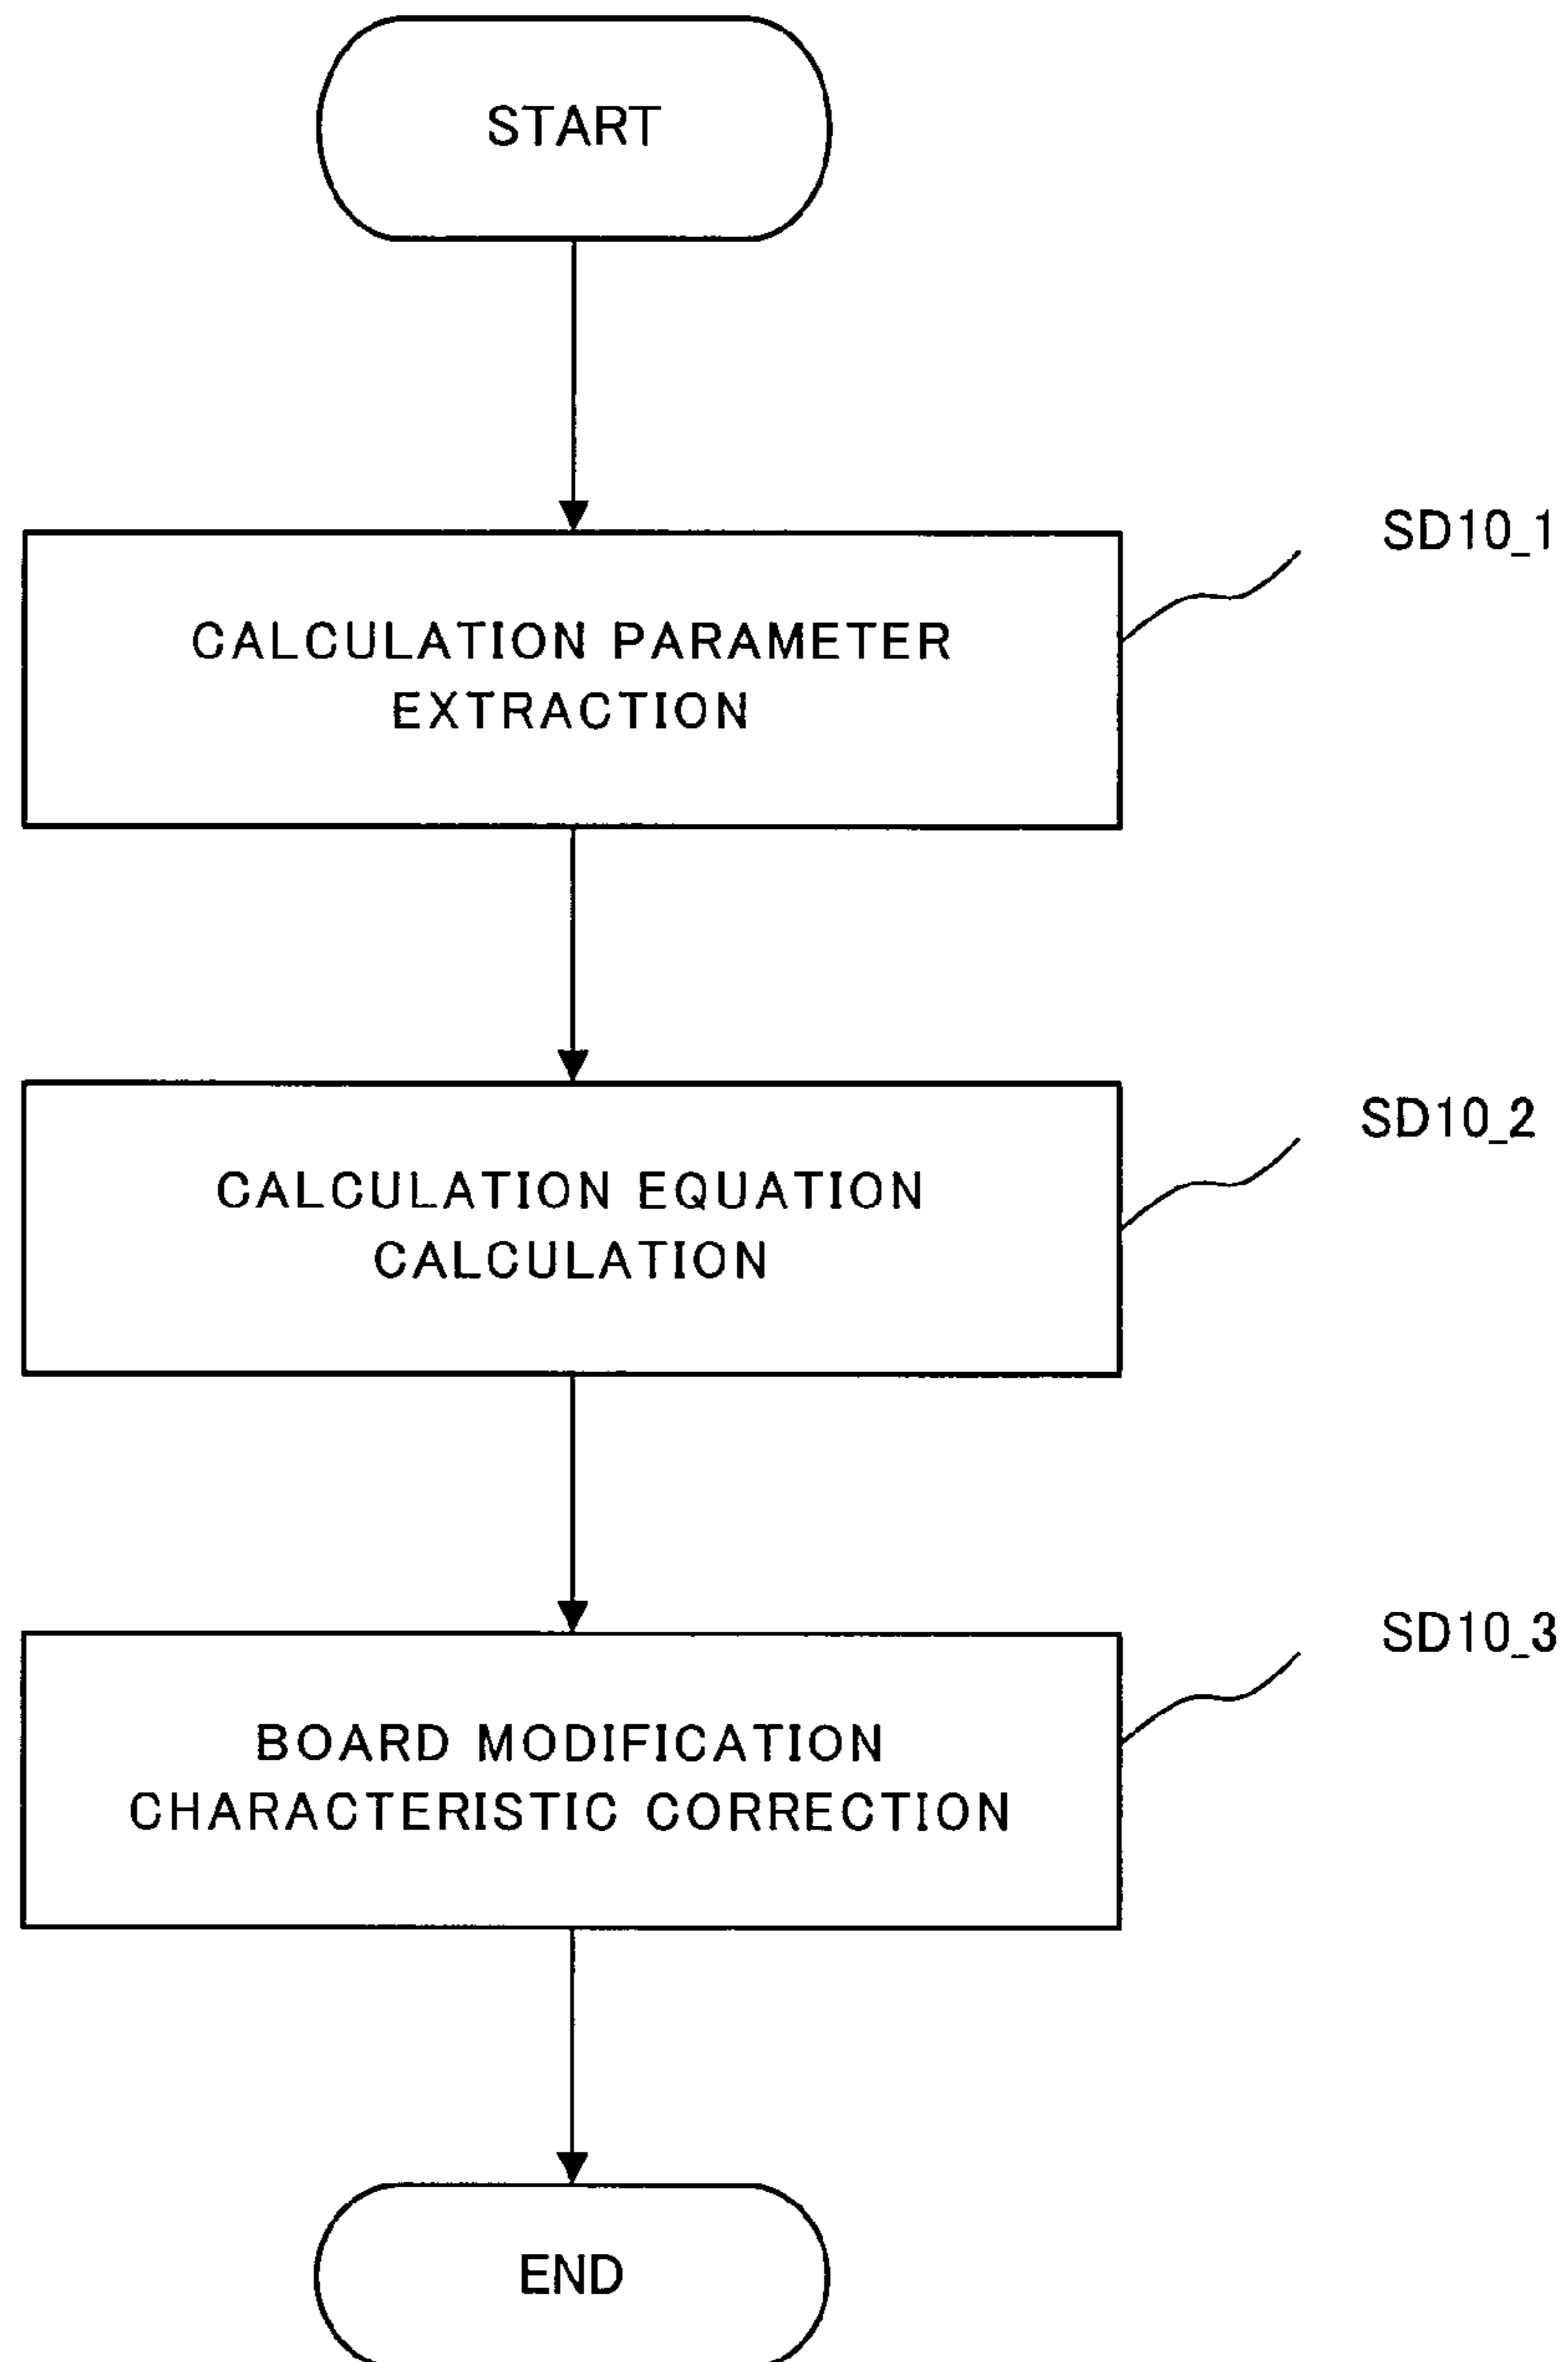 START
SD10_1
CALCULATION PARAMETER
EXTRACTION
SD10_2
CALCULATION EQUATION
CALCULATION
SD10_3
BOARD MODIFICATION
CHARACTERISTIC CORRECTION
END